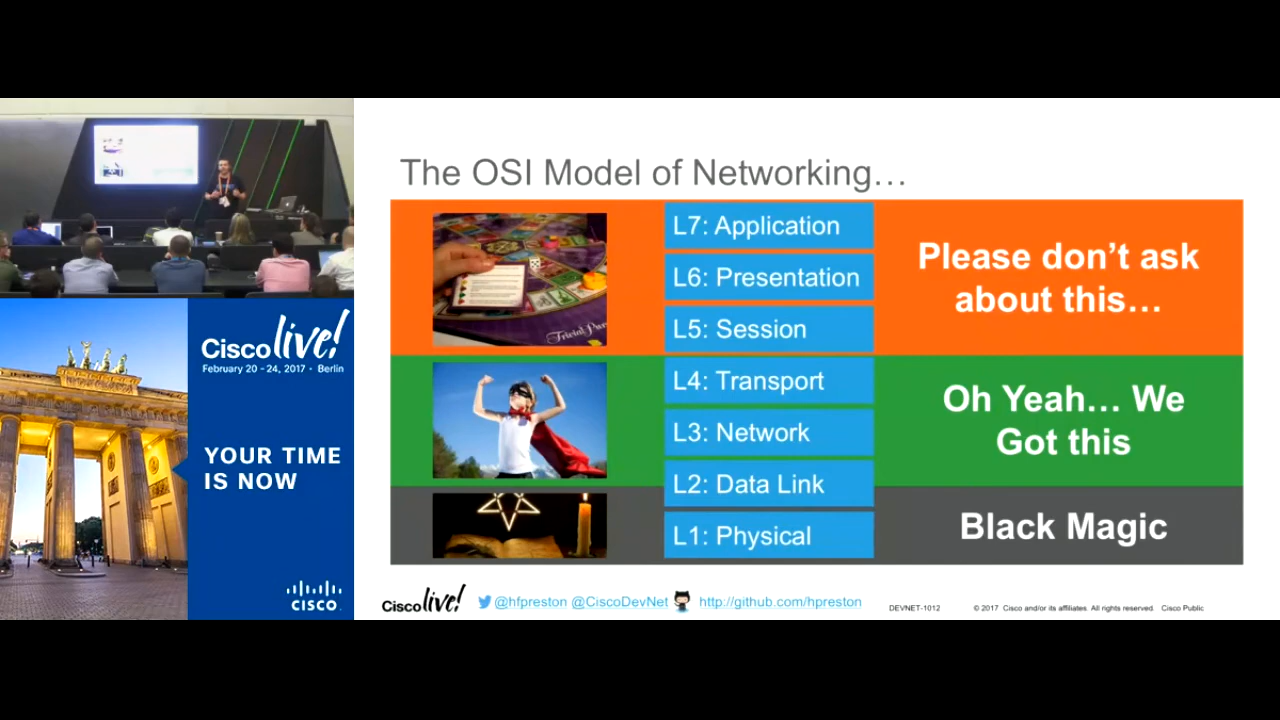 The OSI Model of Networking…
L7: Application
L6: Presentation
L5: Session
L4: Transport
L3: Network
L2: Data Link
L1: Physical
Please don’t ask
about this…
Oh Yeah… We
Got this
Black Magic
Trivial Pur
Cisco live!
February 20 - 24, 2017 • Berlin
YOUR TIME
IS NOW
CISCO
Cisco live!
@hfpreston @CiscoDevNet
http://github.com/hpreston
DEVNET-1012
© 2017 Cisco and/or its affiliates. All rights reserved. Cisco Public